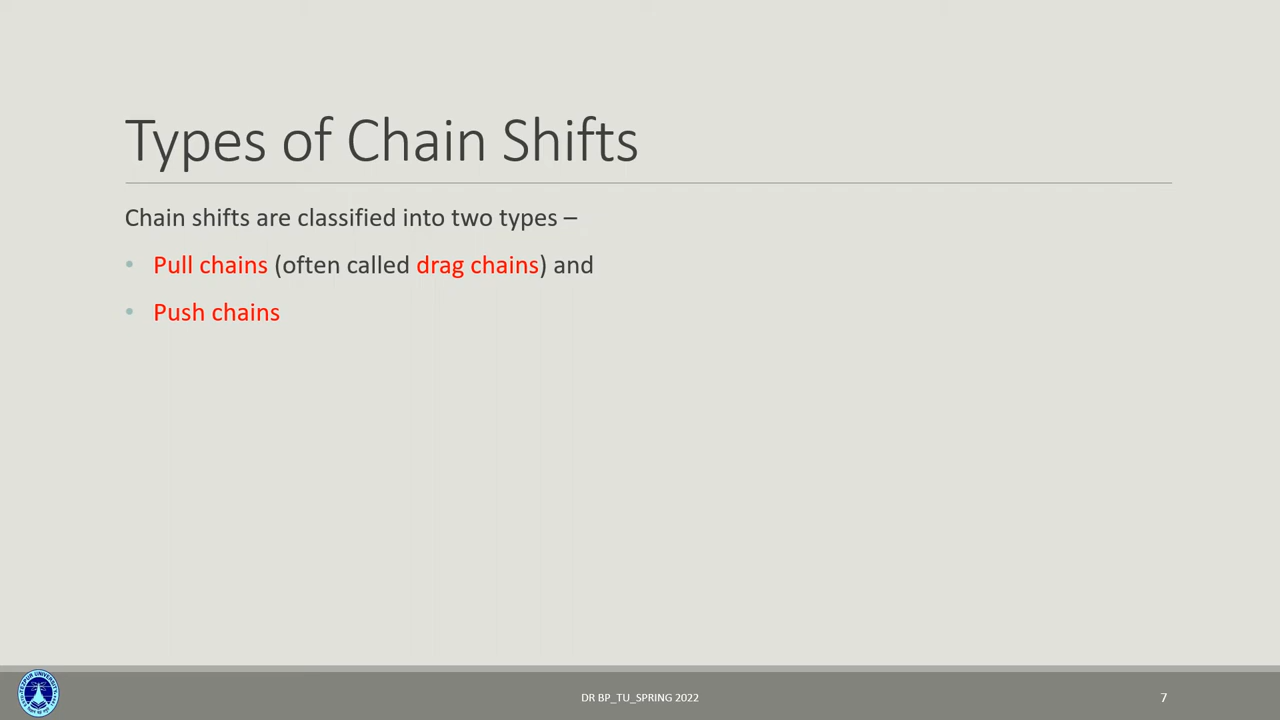 Types of Chain Shifts
Chain shifts are classified into two types –
• Pull chains (often called drag chains) and
• Push chains
DR BP_TU_SPRING 2022
7